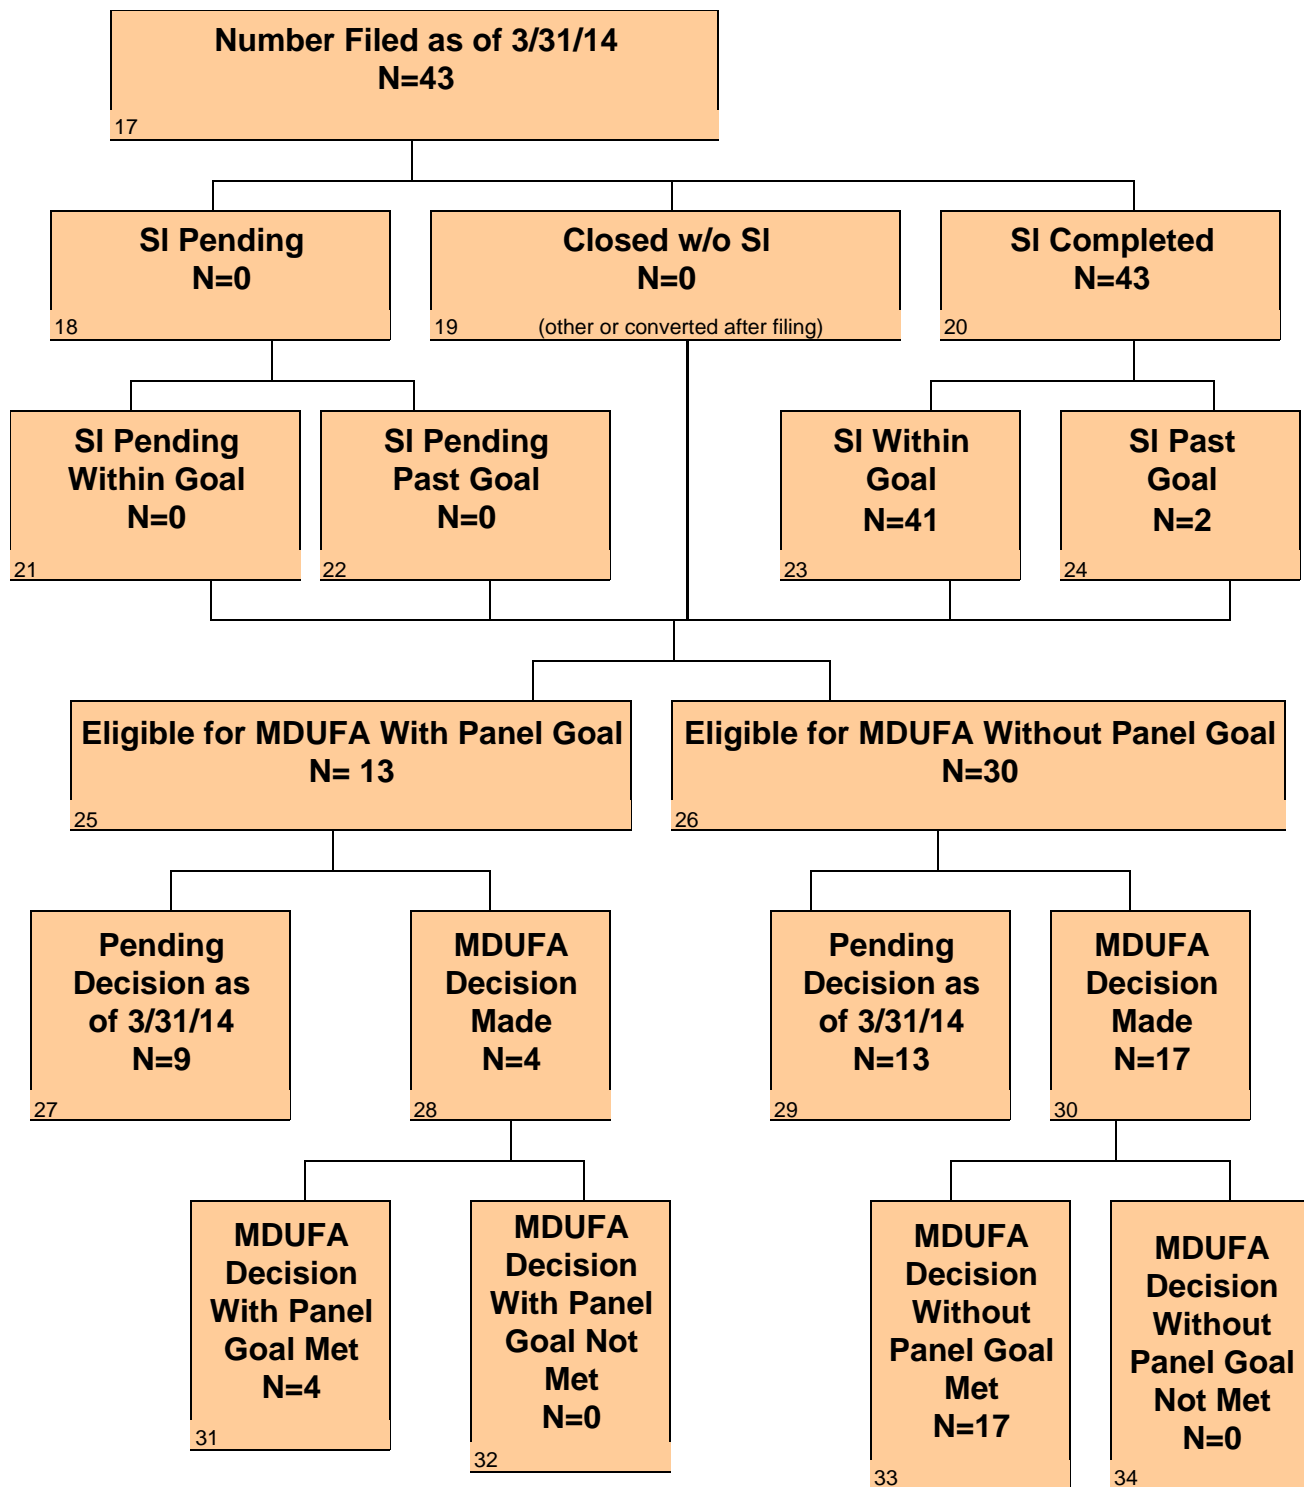 Number Filed as of 3/31/14
N=43
17
SI Pending
N=0
18
Closed w/o SI
N=0
19 (other or converted after filing)
SI Completed
N=43
20
SI Pending
Within Goal
N=0
21
SI Pending
Past Goal
N=0
22
SI Within
Goal
N=41
23
SI Past
Goal
N=2
24
Eligible for MDUFA With Panel Goal
N= 13
25
Eligible for MDUFA Without Panel Goal
N=30
26
Pending
Decision as
of 3/31/14
N=9
27
MDUFA
Decision
Made
N=4
28
Pending
Decision as
of 3/31/14
N=13
29
MDUFA
Decision
Made
N=17
30
MDUFA
Decision
With Panel
Goal Met
N=4
31
MDUFA
Decision
With Panel
Goal Not
Met
N=0
32
MDUFA
Decision
Without
Panel Goal
Met
N=17
33
MDUFA
Decision
Without
Panel Goal
Not Met
N=0
34